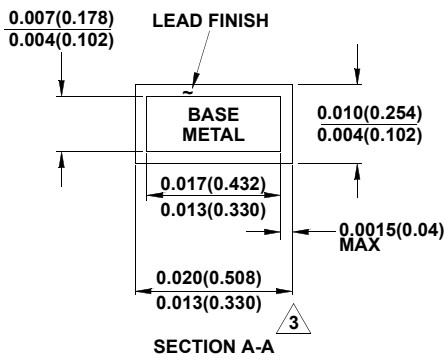 0.007(0.178)
0.004(0.102)
LEAD FINISH
~
BASE
METAL
0.010(0.254)
0.004(0.102)
0.017(0.432)
0.013(0.330)
0.0015(0.04)
MAX
0.020(0.508)
0.013(0.330)
3
SECTION A-A